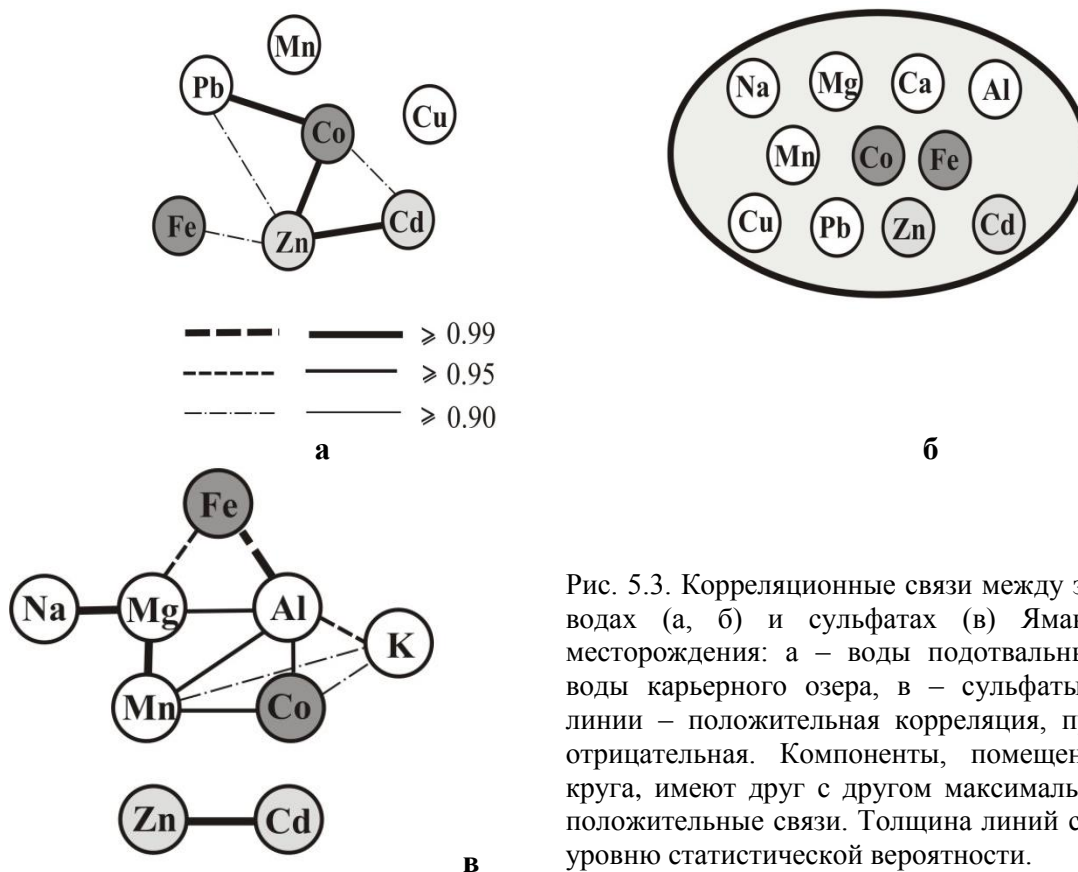 Mn
Pb
Cu
Co
Fe
Zn
Cd
⩾ 0.99
⩾ 0.95
⩾ 0.90
а
Na Mg Ca Al
Mn Co Fe
Cu Pb Zn Cd
б
Fe
Na Mg Al
K
Mn Co
Zn Cd
в
Рис. 5.3. Корреляционные связи между
водах (а, б) и сульфатах (в)
месторождения: а – воды
воды карьерного озера, в – сульфаты
линии – положительная корреляция,
отрицательная. Компоненты,
круга, имеют друг с другом
положительные связи. Толщина линий
уровню статистической вероятности.